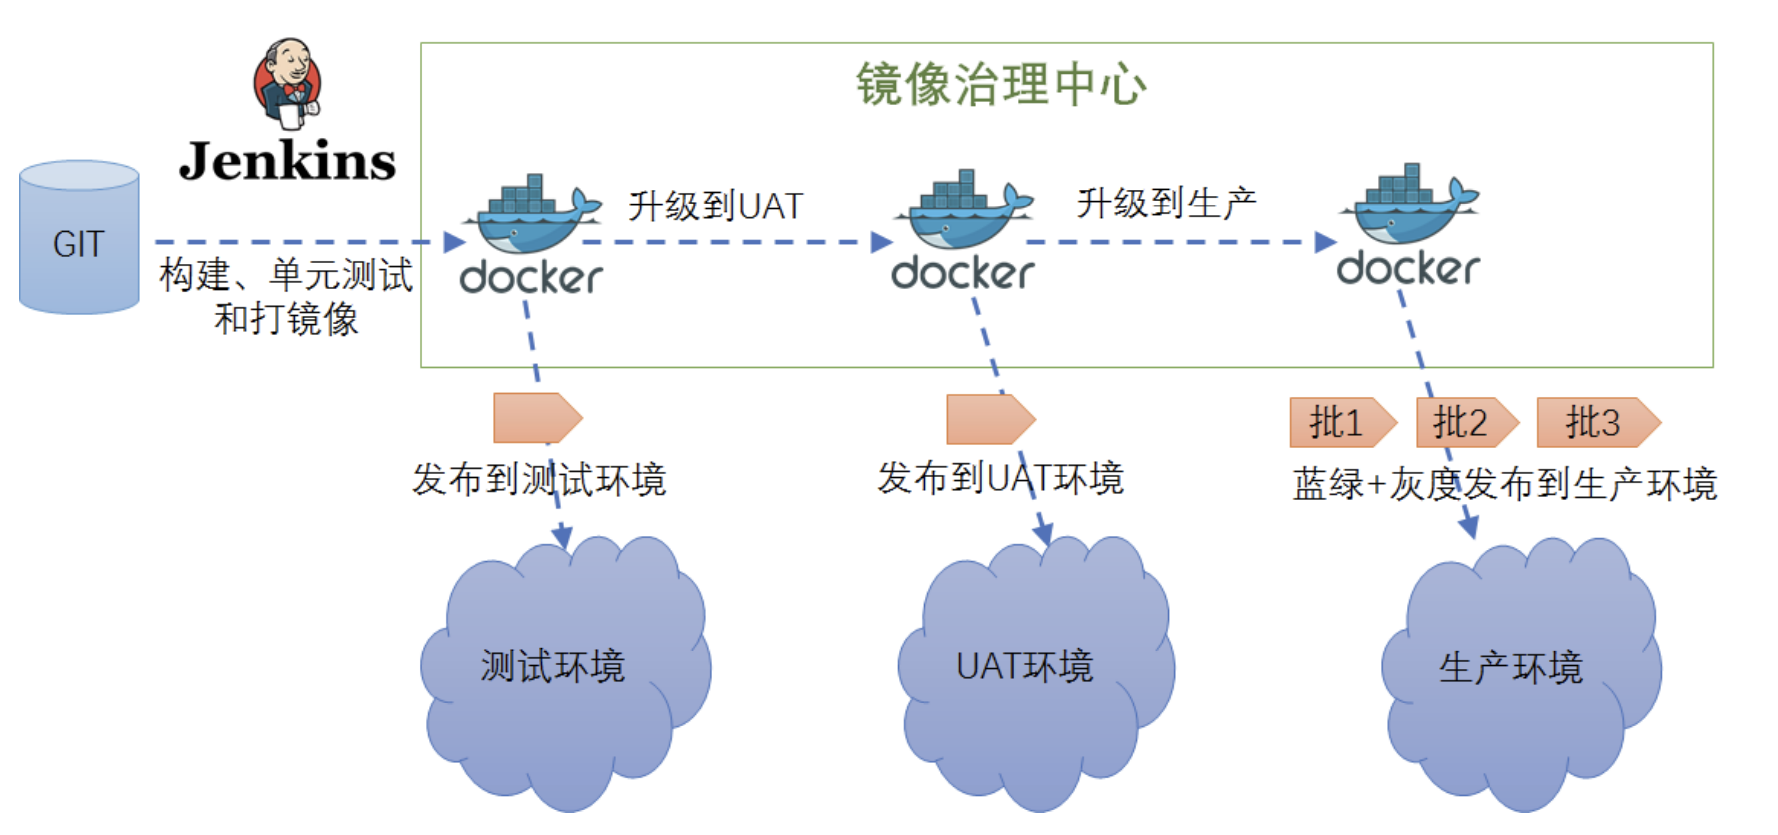 镜像治理中心
Jenkins
GIT
构建、单元测试
和打镜像
docker
升级到UAT
docker
升级到生产
docker
发布到测试环境
发布到UAT环境
批1
批2
批3
蓝绿+灰度发布到生产环境
测试环境
UAT环境
生产环境